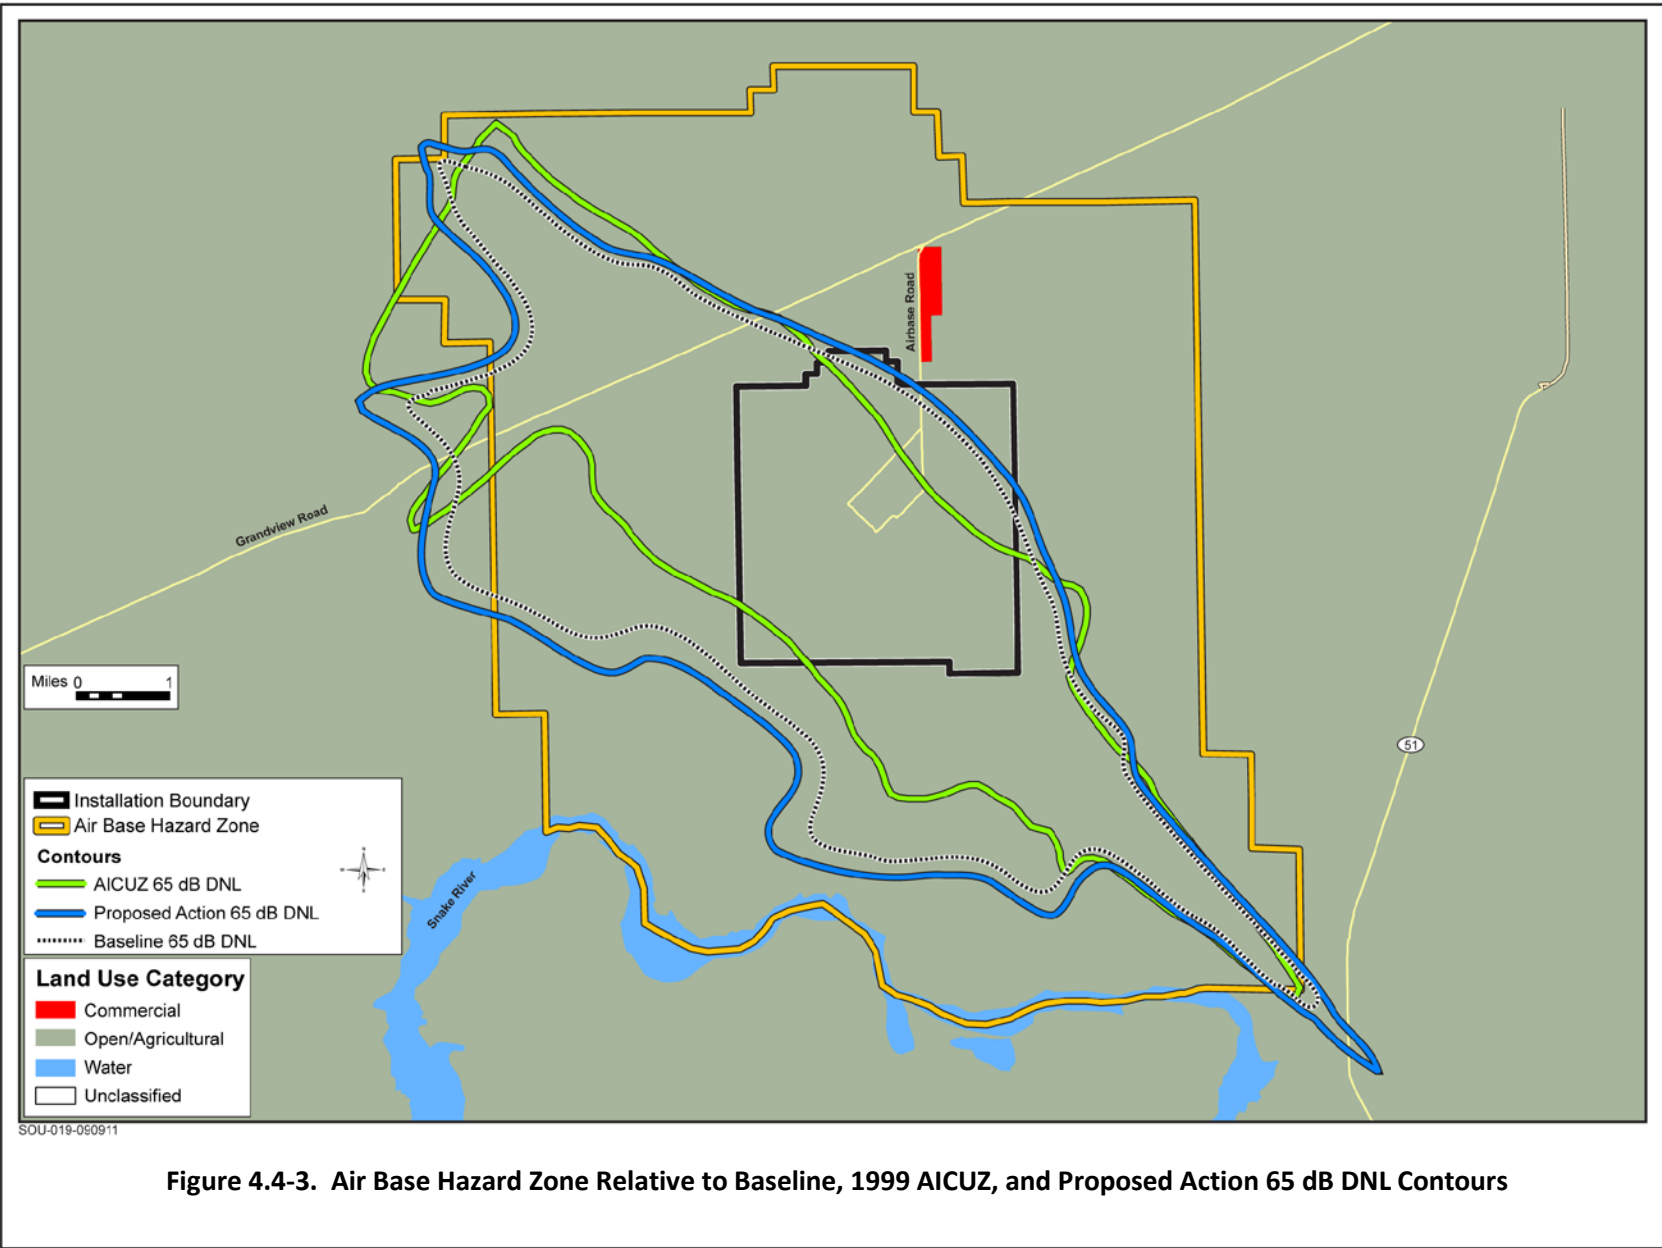 Airbase Road
Grandview Road
51
Miles 0 1
Installation Boundary
Air Base Hazard Zone
Contours
AICUZ 65 dB DNL
Proposed Action 65 dB DNL
Baseline 65 dB DNL
Snake River
Land Use Category
Commercial
Open/Agricultural
Water
Unclassified
SOU-019-090911
Figure 4.4-3. Air Base Hazard Zone Relative to Baseline, 1999 AICUZ, and Proposed Action 65 dB DNL Contours